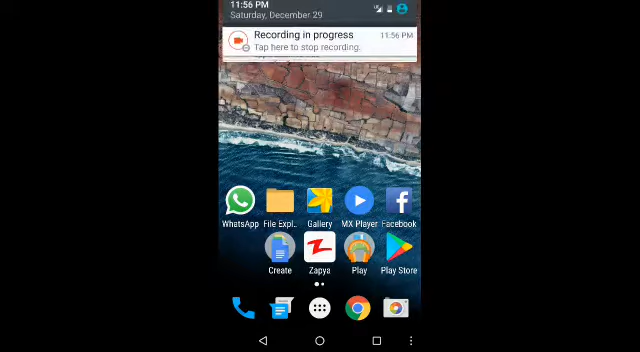 11:56 PM
Saturday, December 29
Recording in progress
11:56 PM
Tap here to stop recording.
WhatsApp File Expl.. Gallery MX Player Facebook
Create Zapya Play Play Store